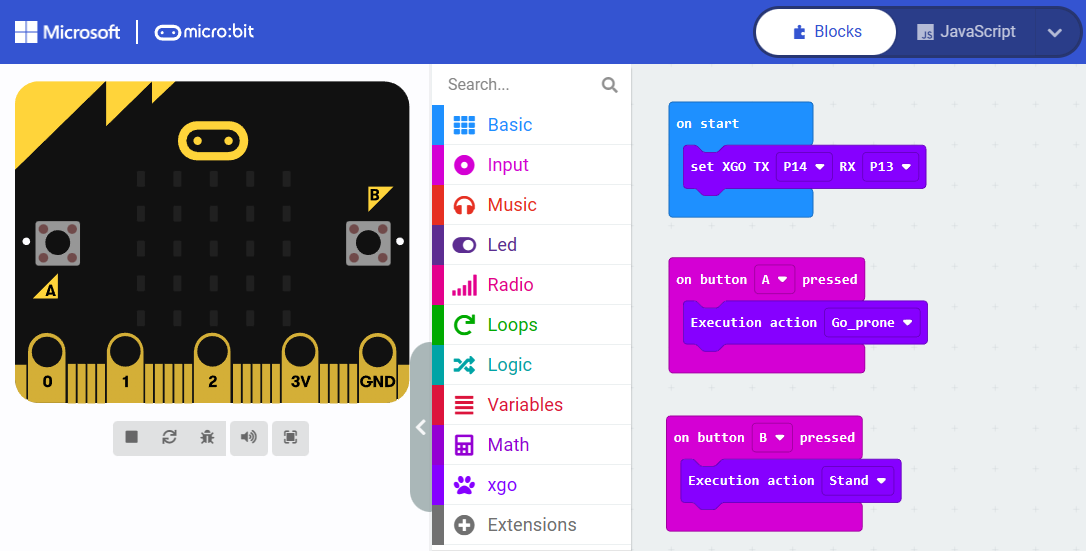 Microsoft micro:bit Blocks JavaScript
Search...
Basic
Input
Music
Led
Radio
Loops
Logic
Variables
Math
xgo
Extensions
B
A
0 1 2 3V GND
on start
set XGO TX P14 RX P13
on button A pressed
Execution action Go_prone
on button B pressed
Execution action Stand